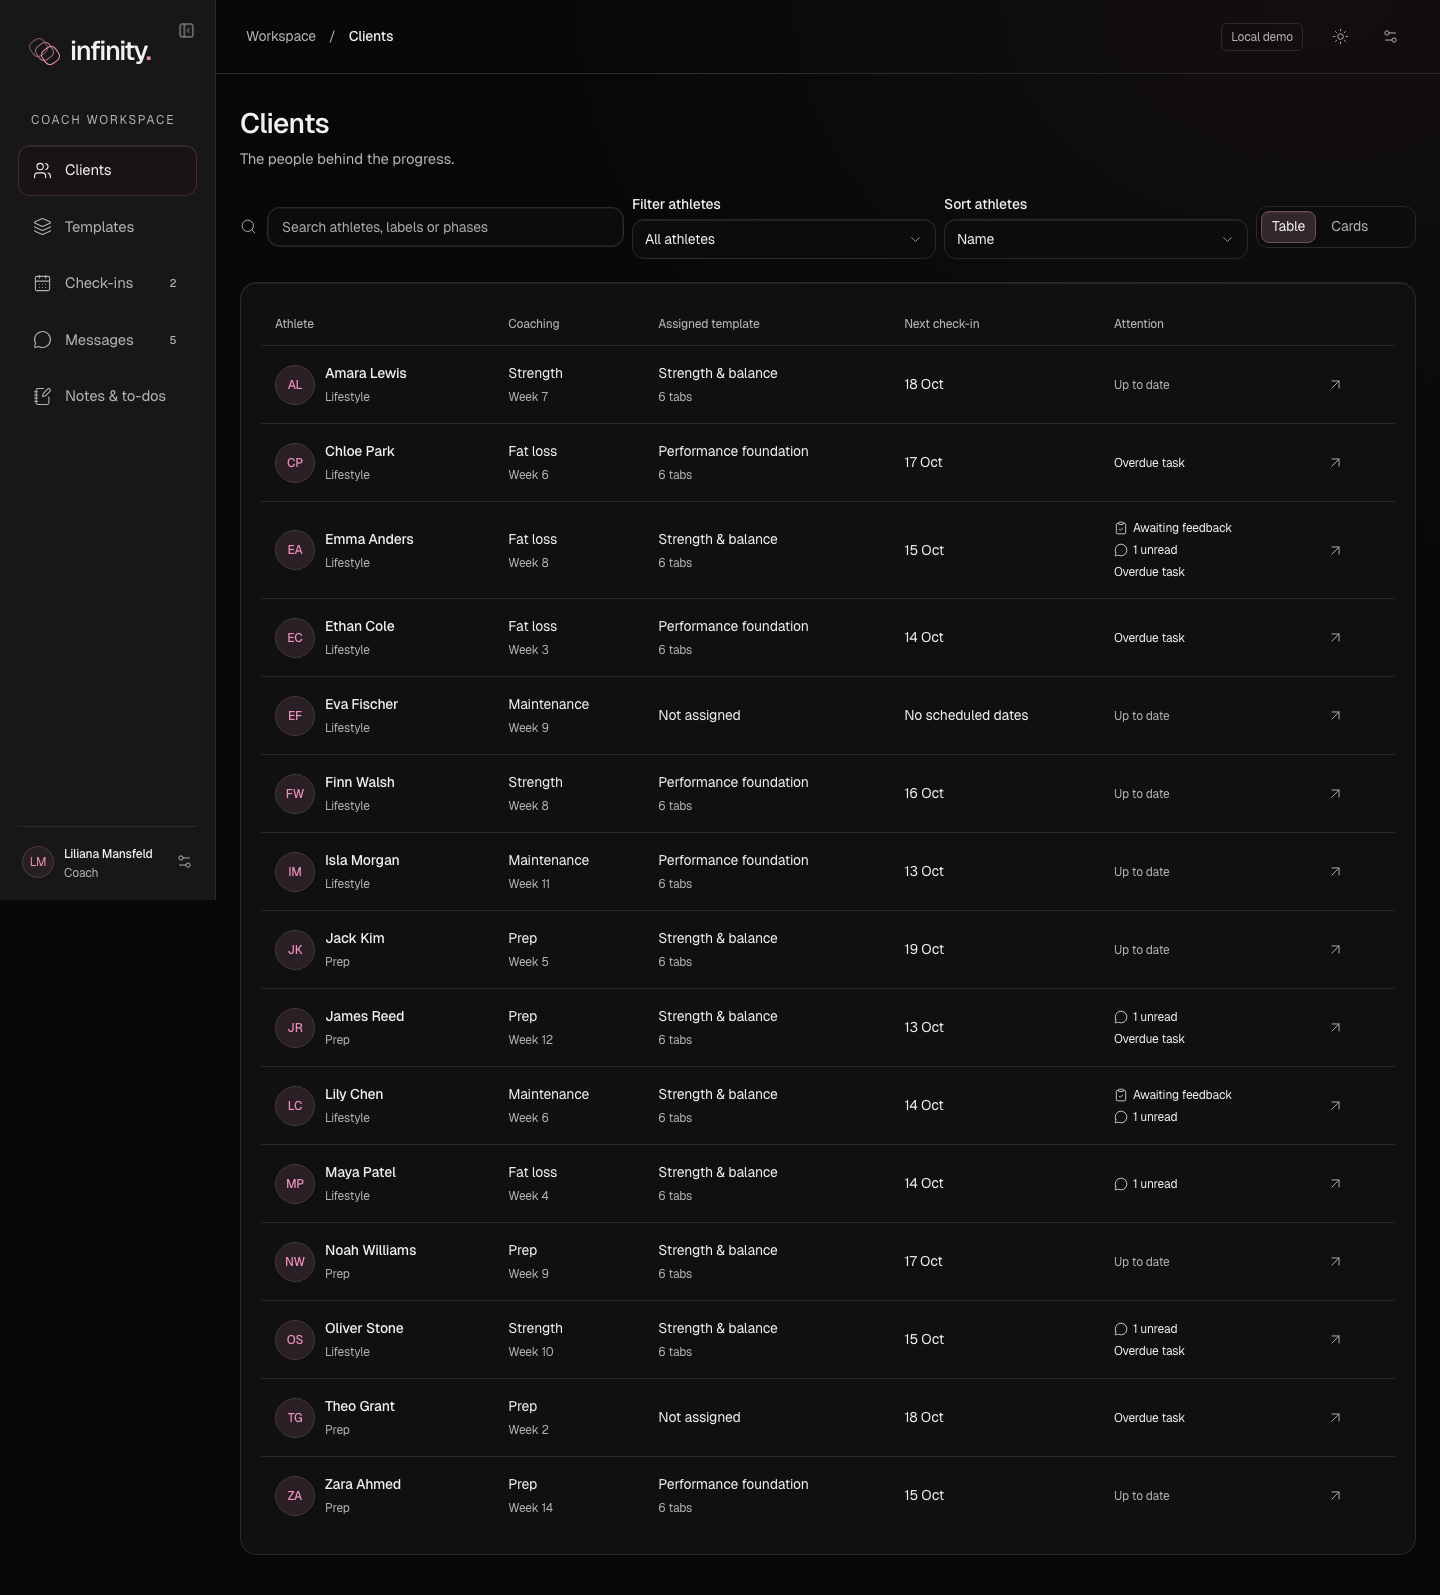 infinity.
COACH WORKSPACE
Clients
Templates
Check-ins 2
Messages 5
Notes & to-dos
LM Liliana Mansfeld
Coach
Workspace / Clients
Local demo
Clients
The people behind the progress.
Search athletes, labels or phases
Filter athletes
All athletes
Sort athletes
Name
Table Cards
Athlete Coaching Assigned template Next check-in Attention
AL Amara Lewis Strength Strength & balance 18 Oct Up to date
Lifestyle Week 7 6 tabs
CP Chloe Park Fat loss Performance foundation 17 Oct Overdue task
Lifestyle Week 6 6 tabs
Awaiting feedback
EA Emma Anders Fat loss Strength & balance 15 Oct 1 unread
Lifestyle Week 8 6 tabs
Overdue task
EC Ethan Cole Fat loss Performance foundation 14 Oct Overdue task
Lifestyle Week 3 6 tabs
EF Eva Fischer Maintenance Not assigned No scheduled dates Up to date
Lifestyle Week 9
FW Finn Walsh Strength Performance foundation 16 Oct Up to date
Lifestyle Week 8 6 tabs
IM Isla Morgan Maintenance Performance foundation 13 Oct Up to date
Lifestyle Week 11 6 tabs
JK Jack Kim Prep Strength & balance 19 Oct Up to date
Prep Week 5 6 tabs
JR James Reed Prep Strength & balance 13 Oct 1 unread
Prep Week 12 6 tabs Overdue task
LC Lily Chen Maintenance Strength & balance 14 Oct Awaiting feedback
Lifestyle Week 6 6 tabs 1 unread
MP Maya Patel Fat loss Strength & balance 14 Oct 1 unread
Lifestyle Week 4 6 tabs
NW Noah Williams Prep Strength & balance 17 Oct Up to date
Prep Week 9 6 tabs
OS Oliver Stone Strength Strength & balance 15 Oct 1 unread
Lifestyle Week 10 6 tabs Overdue task
TG Theo Grant Prep Not assigned 18 Oct Overdue task
Prep Week 2
ZA Zara Ahmed Prep Performance foundation 15 Oct Up to date
Prep Week 14 6 tabs